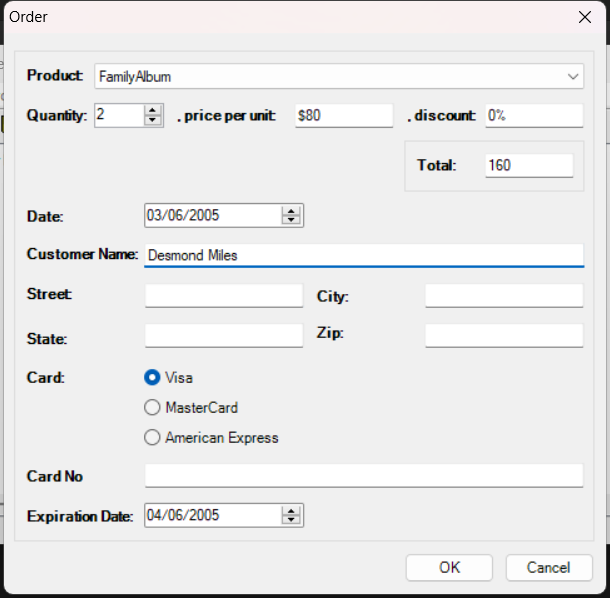 Order
Product: FamilyAlbum
Quantity: 2 , price per unit: $80 , discount: 0%
Total: 160
Date: 03/06/2005
Customer Name: Desmond Miles
Street: City:
State: Zip:
Card: Visa
MasterCard
American Express
Card No
Expiration Date: 04/06/2005
OK Cancel